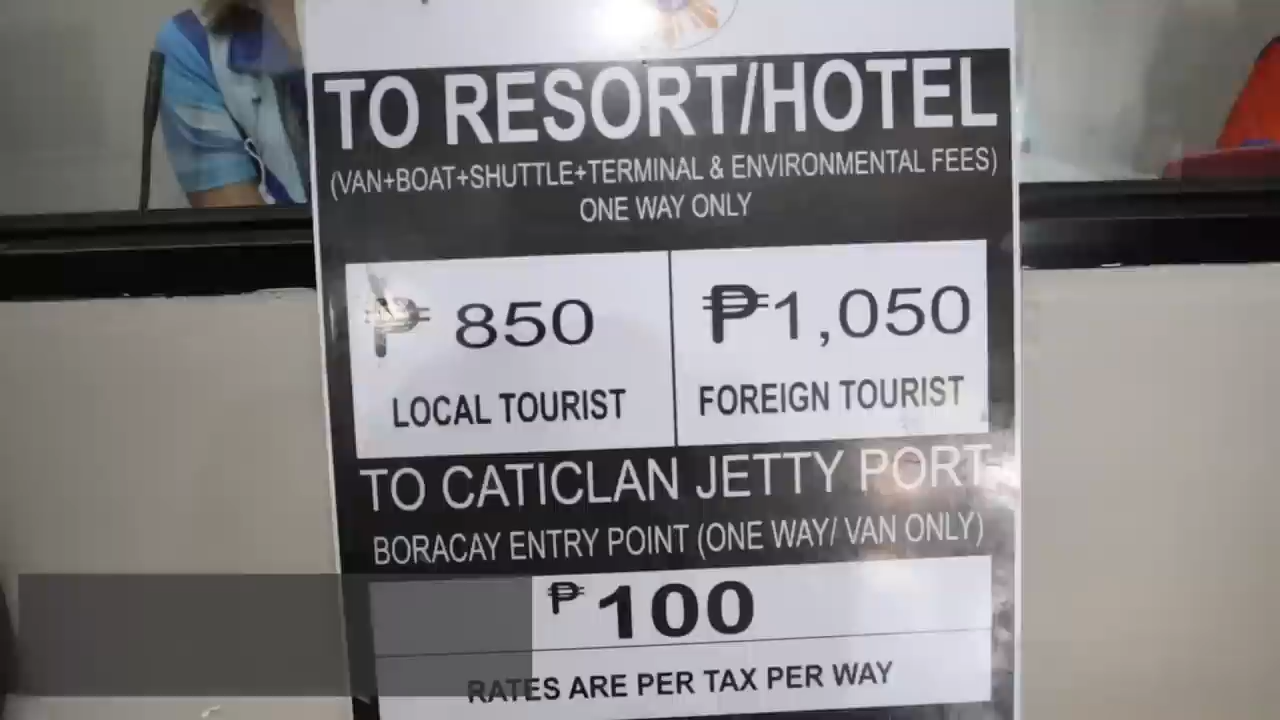 TO RESORT/HOTEL
(VAN+BOAT+SHUTTLE+TERMINAL & ENVIRONMENTAL FEES)
ONE WAY ONLY
₱ 850
LOCAL TOURIST
₱1,050
FOREIGN TOURIST
TO CATICLAN JETTY PORT
BORACAY ENTRY POINT (ONE WAY/ VAN ONLY)
₱ 100
RATES ARE PER TAX PER WAY